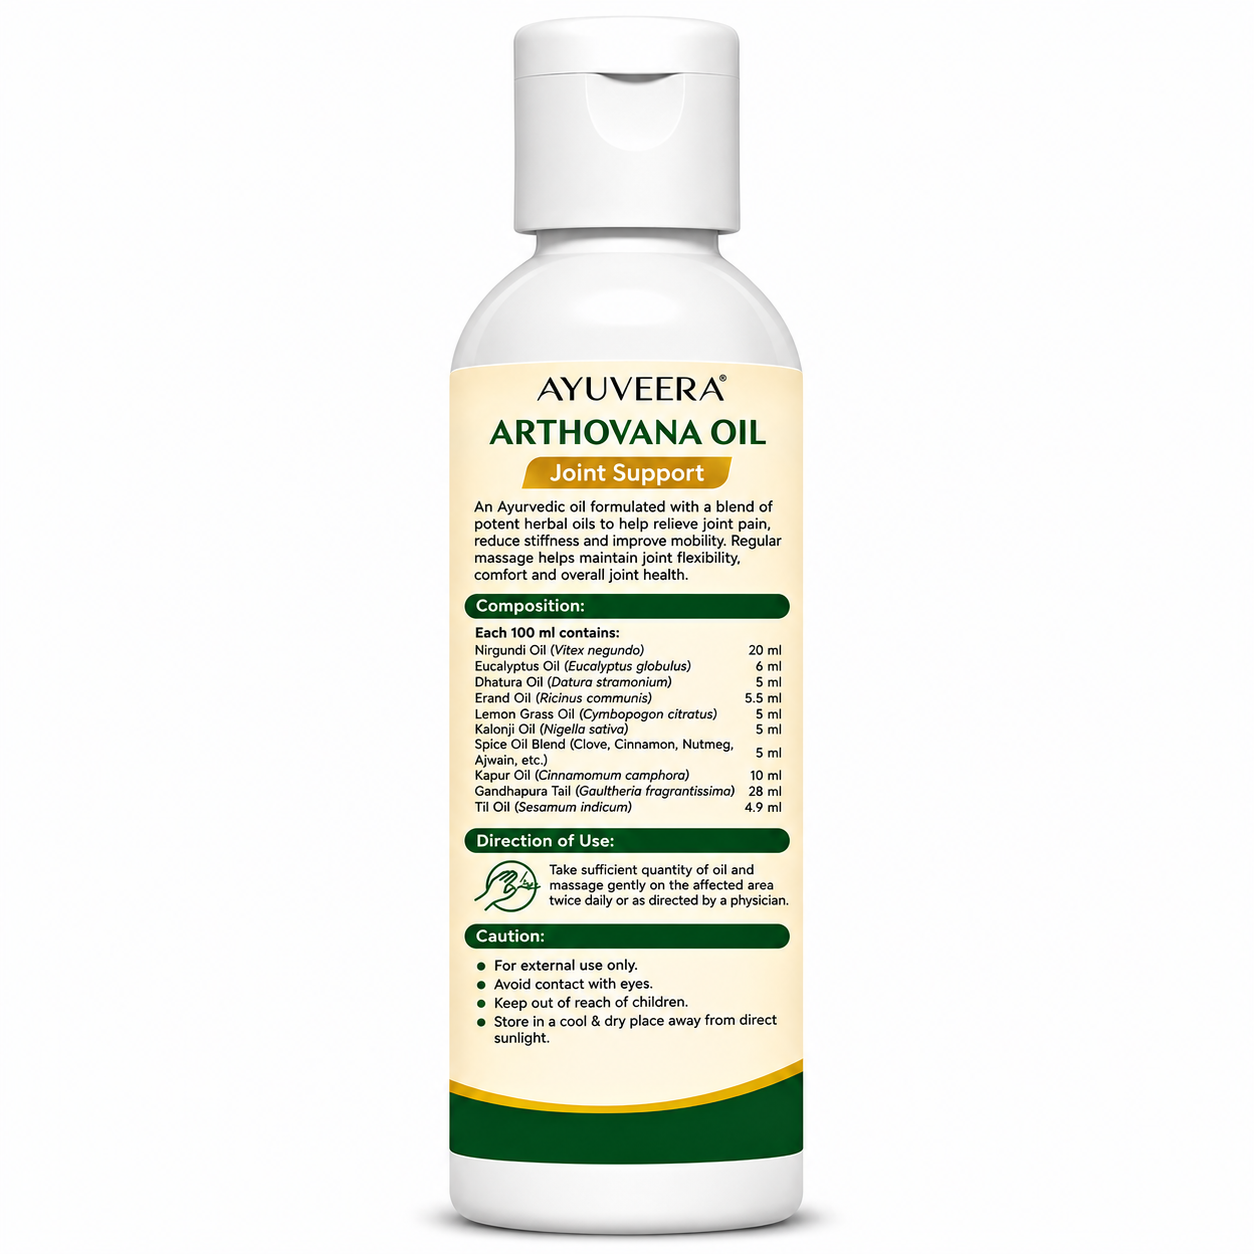 AYUVEERA®
ARTHOVANA OIL
Joint Support
An Ayurvedic oil formulated with a blend of
potent herbal oils to help relieve joint pain,
reduce stiffness and improve mobility. Regular
massage helps maintain joint flexibility,
comfort and overall joint health.
Composition:
Each 100 ml contains:
Nirgundi Oil (Vitex negundo) 20 ml
Eucalyptus Oil (Eucalyptus globulus) 6 ml
Dhatura Oil (Datura stramonium) 5 ml
Erand Oil (Ricinus communis) 5.5 ml
Lemon Grass Oil (Cymbopogon citratus) 5 ml
Kalonji Oil (Nigella sativa) 5 ml
Spice Oil Blend (Clove, Cinnamon, Nutmeg,
Ajwain, etc.) 5 ml
Kapur Oil (Cinnamomum camphora) 10 ml
Gandhapura Tail (Gaultheria fragrantissima) 28 ml
Til Oil (Sesamum indicum) 4.9 ml
Direction of Use:
Take sufficient quantity of oil and
massage gently on the affected area
twice daily or as directed by a physician.
Caution:
For external use only.
Avoid contact with eyes.
Keep out of reach of children.
Store in a cool & dry place away from direct
sunlight.